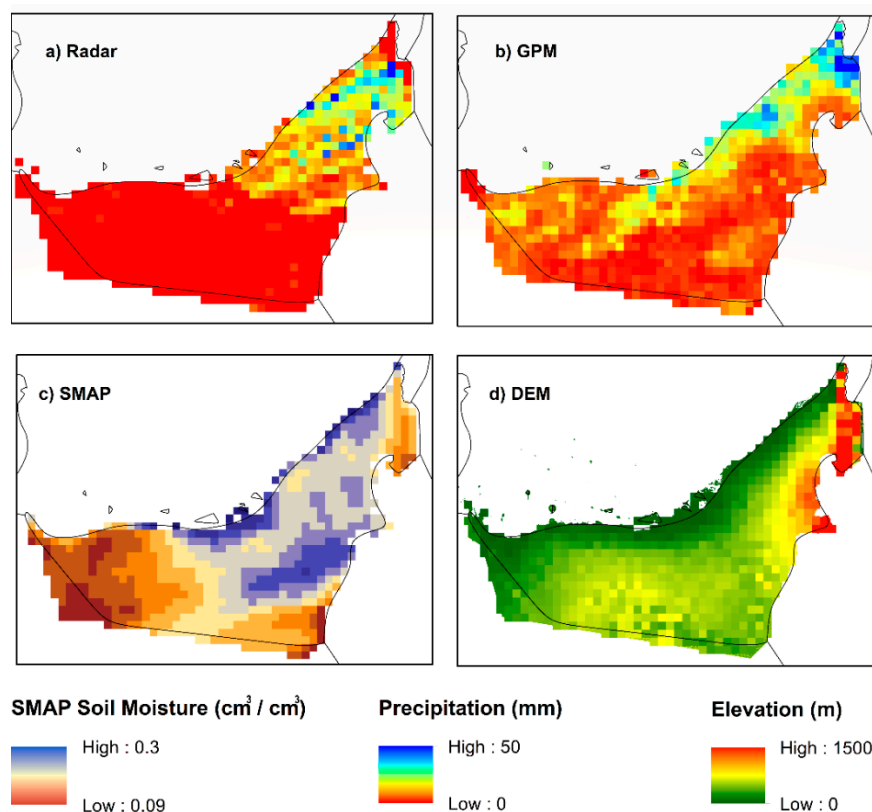 a) Radar
b) GPM
c) SMAP
d) DEM
SMAP Soil Moisture (cm³ / cm³)
High : 0.3
Low : 0.09
Precipitation (mm)
High : 50
Low : 0
Elevation (m)
High : 1500
Low : 0